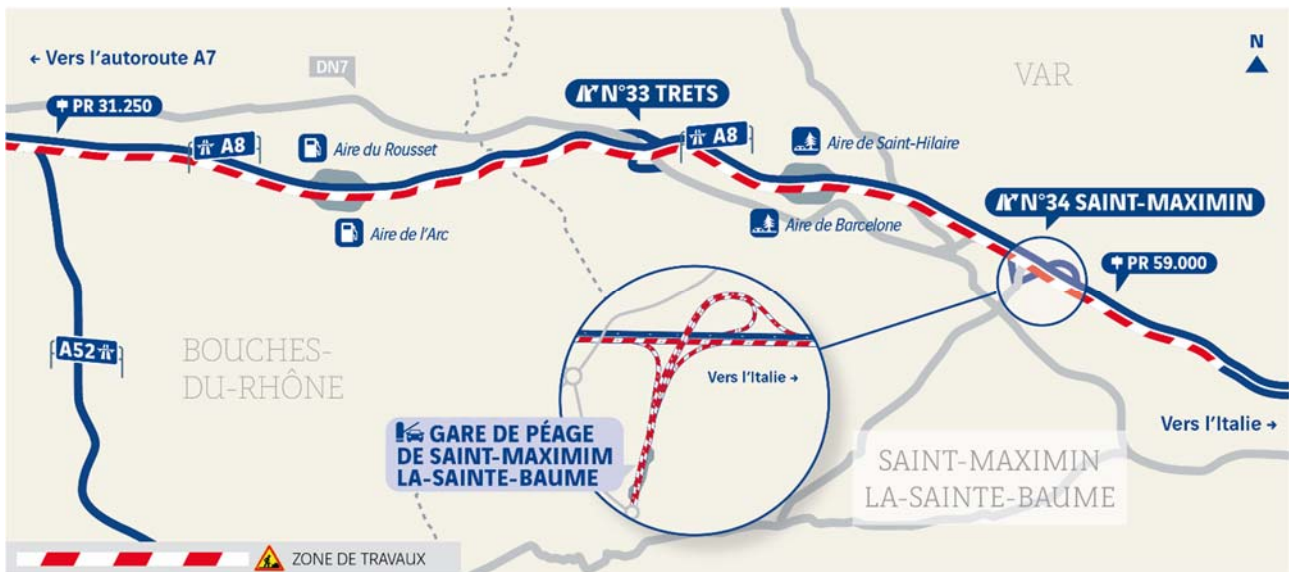 ← Vers l'autoroute A7
DN7
PR 31.250
N°33 TRETS
VAR
N
A8
Aire du Rousset
A8
Aire de Saint-Hilaire
Aire de l'Arc
Aire de Barcelone
N°34 SAINT-MAXIMIN
PR 59.000
A52
BOUCHES-
DU-RHÔNE
Vers l'Italie →
Vers l'Italie →
GARE DE PÉAGE
DE SAINT-MAXIMIM
LA-SAINTE-BAUME
SAINT-MAXIMIN
LA-SAINTE-BAUME
ZONE DE TRAVAUX